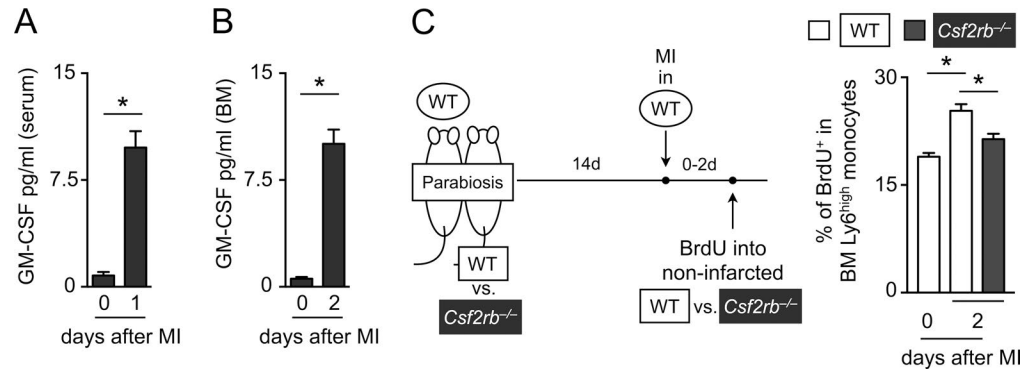 A
GM-CSF pg/ml (serum)
15
7.5
0
*
0 1
days after MI
B
GM-CSF pg/ml (BM)
15
7.5
0
*
0 2
days after MI
C
WT
Parabiosis
WT
vs.
Csf2rb–/–
14d
MI
in
WT
0-2d
BrdU into
non-infarcted
WT vs. Csf2rb–/–
WT Csf2rb–/–
% of BrdU+ in
BM Ly6high monocytes
30
15
0
* *
0 2
days after MI